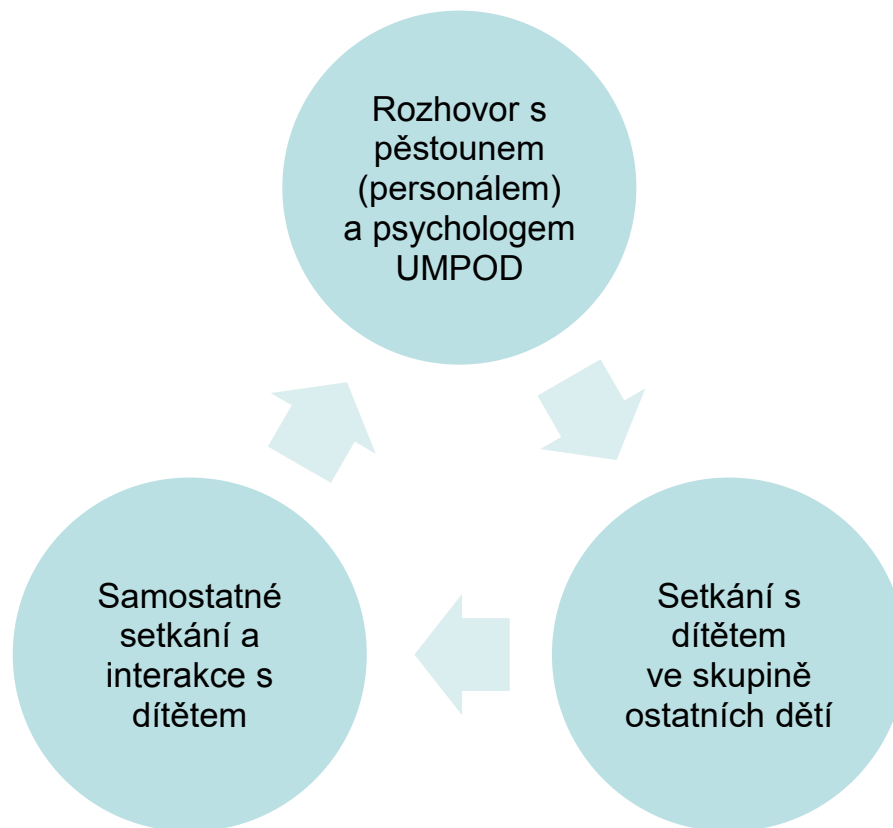 Rozhovor s
pěstounem
(personálem)
a psychologem
UMPOD
Setkání s
dítětem
ve skupině
ostatních dětí
Samostatné
setkání a
interakce s
dítětem